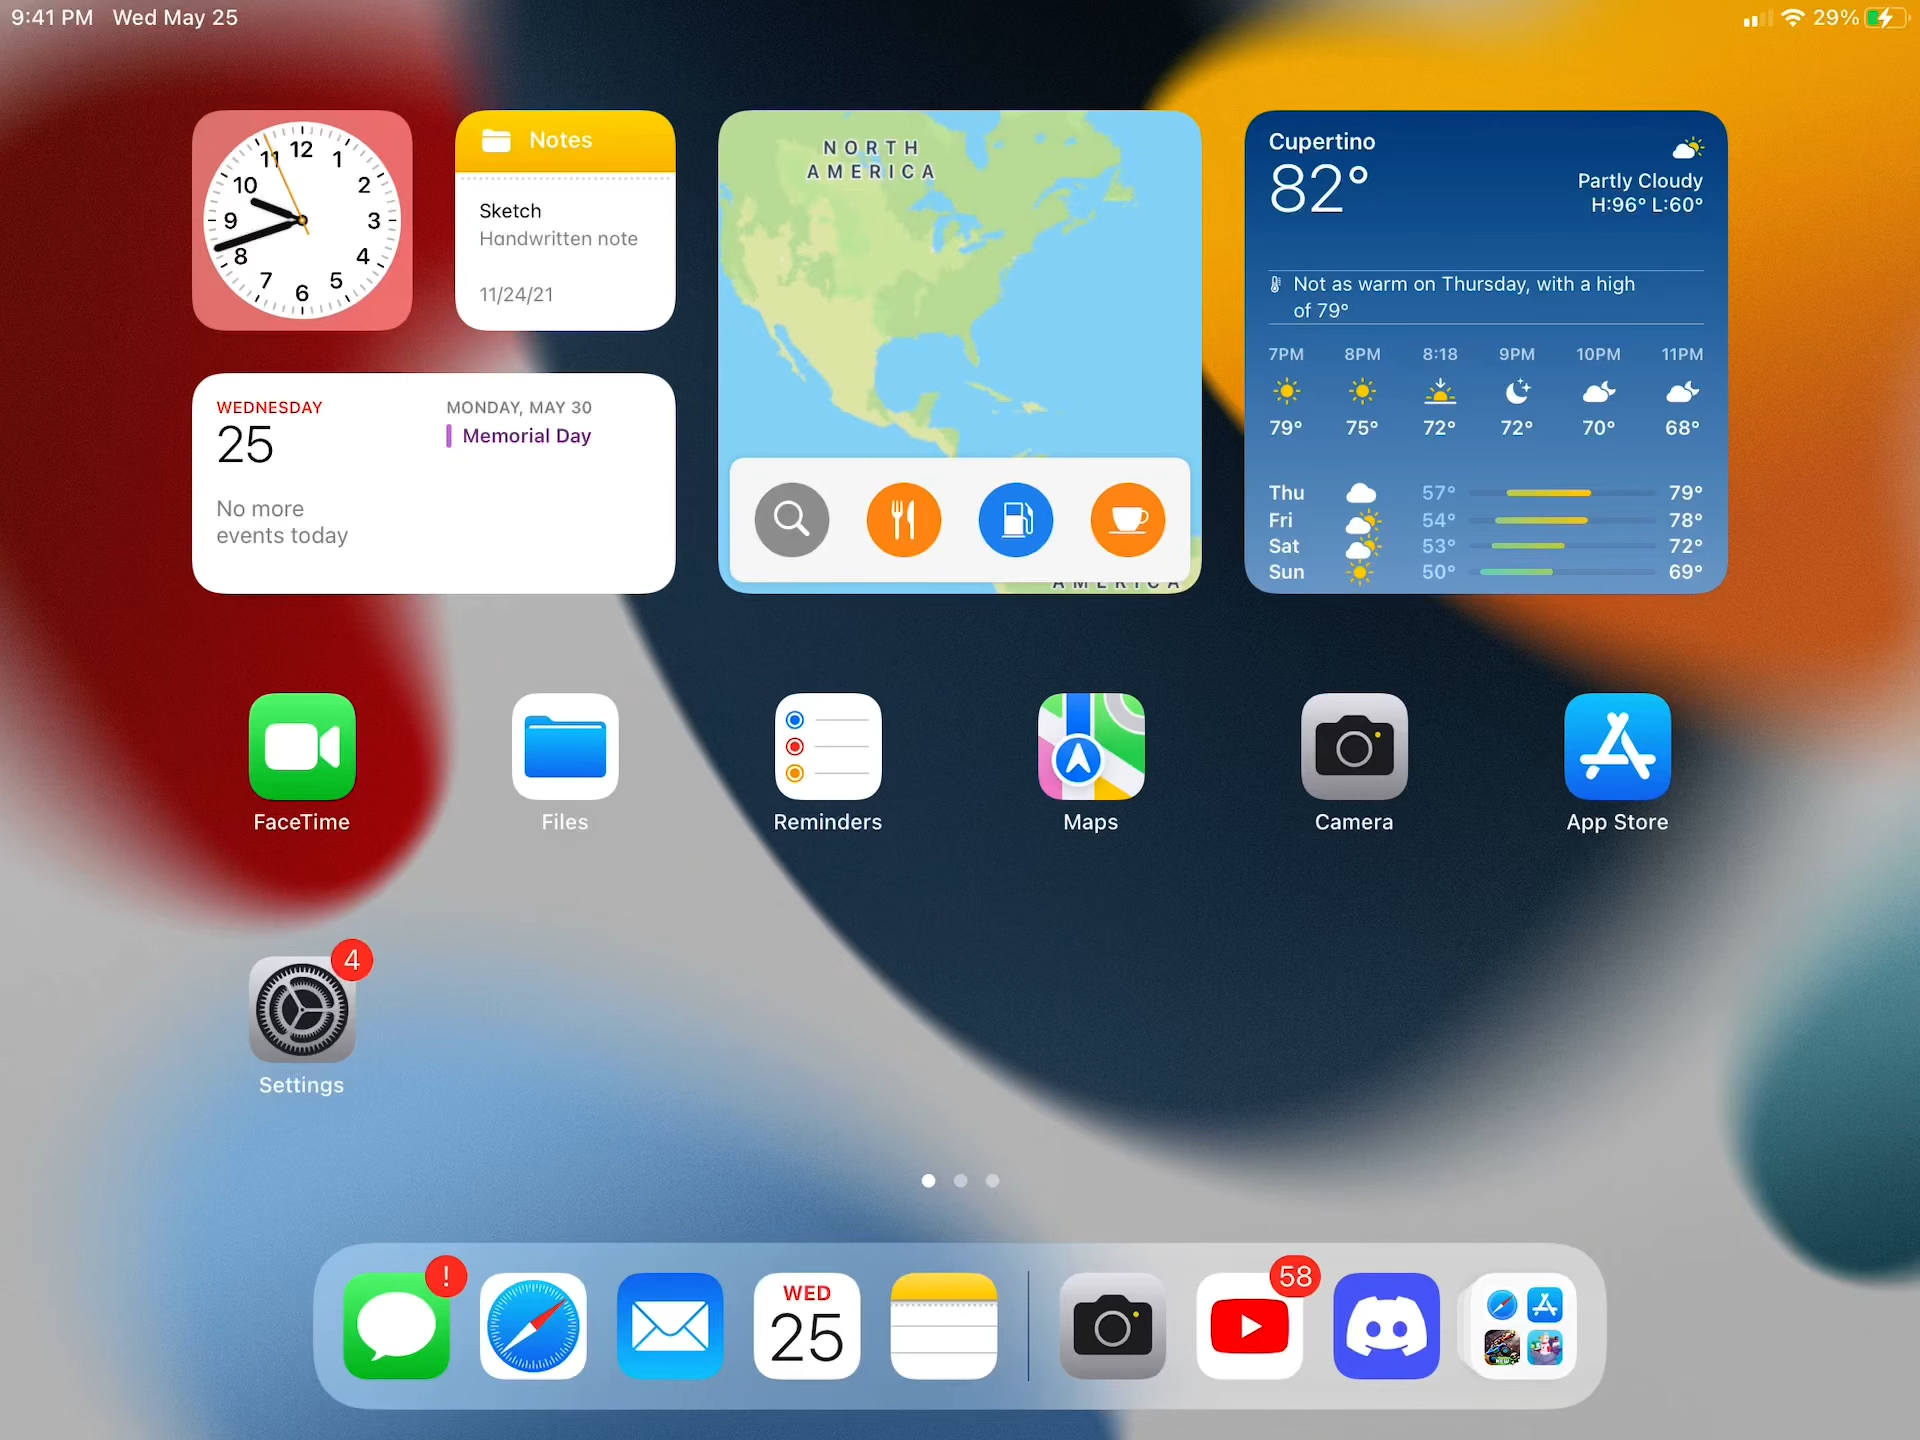 9:41 PM Wed May 25
29%
12
1
2
3
4
5
6
7
8
9
10
11
Notes
Sketch
Handwritten note
11/24/21
WEDNESDAY
25
No more
events today
MONDAY, MAY 30
Memorial Day
NORTH
AMERICA
AMERICA
Cupertino
82°
Partly Cloudy
H:96° L:60°
Not as warm on Thursday, with a high
of 79°
7PM 8PM 8:18 9PM 10PM 11PM
79° 75° 72° 72° 70° 68°
Thu 57° 79°
Fri 54° 78°
Sat 53° 72°
Sun 50° 69°
FaceTime
Files
Reminders
Maps
Camera
App Store
4
Settings
!
WED
25
58
NEW